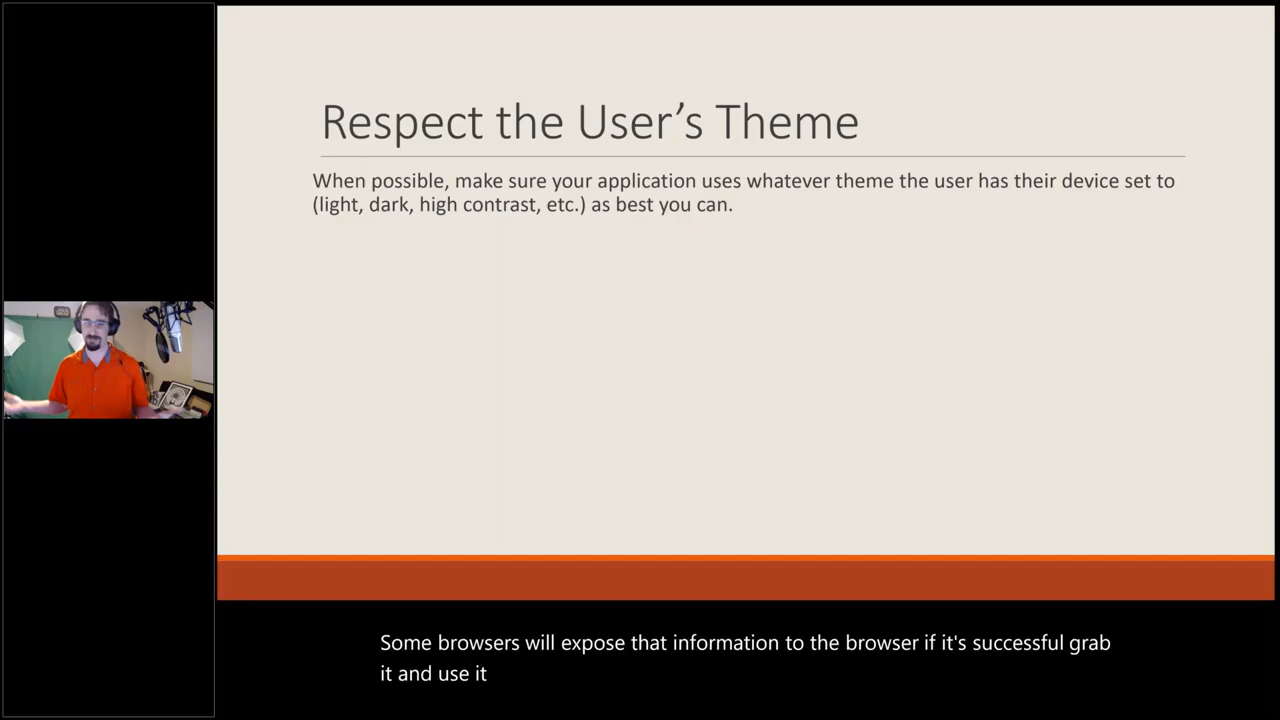 Respect the User’s Theme
When possible, make sure your application uses whatever theme the user has their device set to
(light, dark, high contrast, etc.) as best you can.
Some browsers will expose that information to the browser if it's successful grab
it and use it